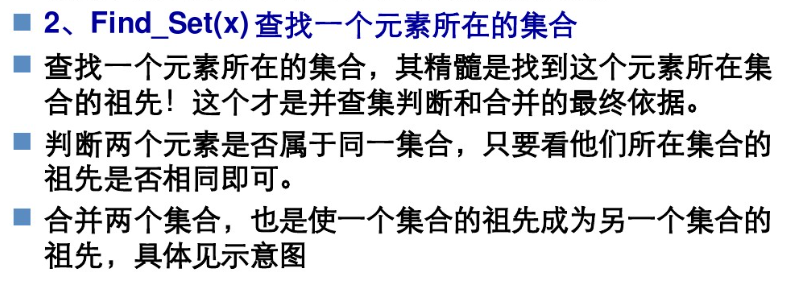 2、Find_Set(x) 查找一个元素所在的集合
查找一个元素所在的集合，其精髓是找到这个元素所在集
合的祖先！这个才是并查集判断和合并的最终依据。
判断两个元素是否属于同一集合，只要看他们所在集合的
祖先是否相同即可。
合并两个集合，也是使一个集合的祖先成为另一个集合的
祖先，具体见示意图